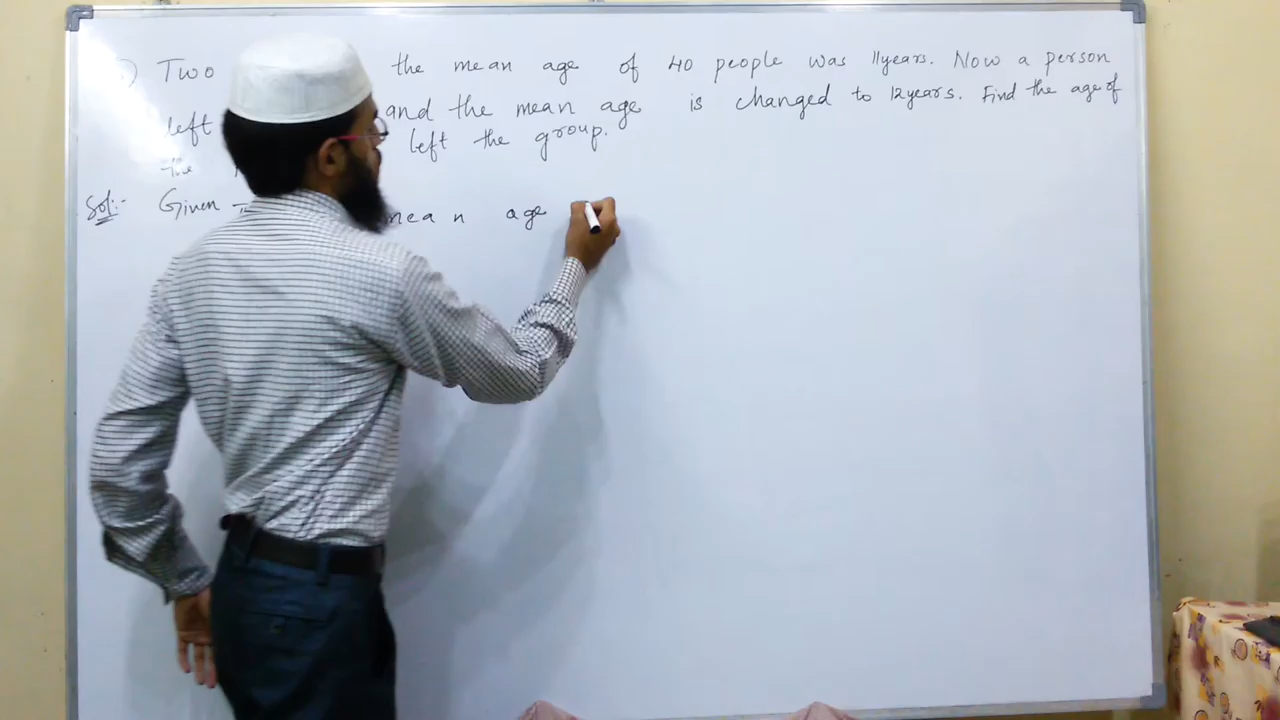 ) Two the mean age of 40 people was 11years. Now a person
left and the mean age is changed to 12years. Find the age of
the left the group.
Sol:- Given mean age